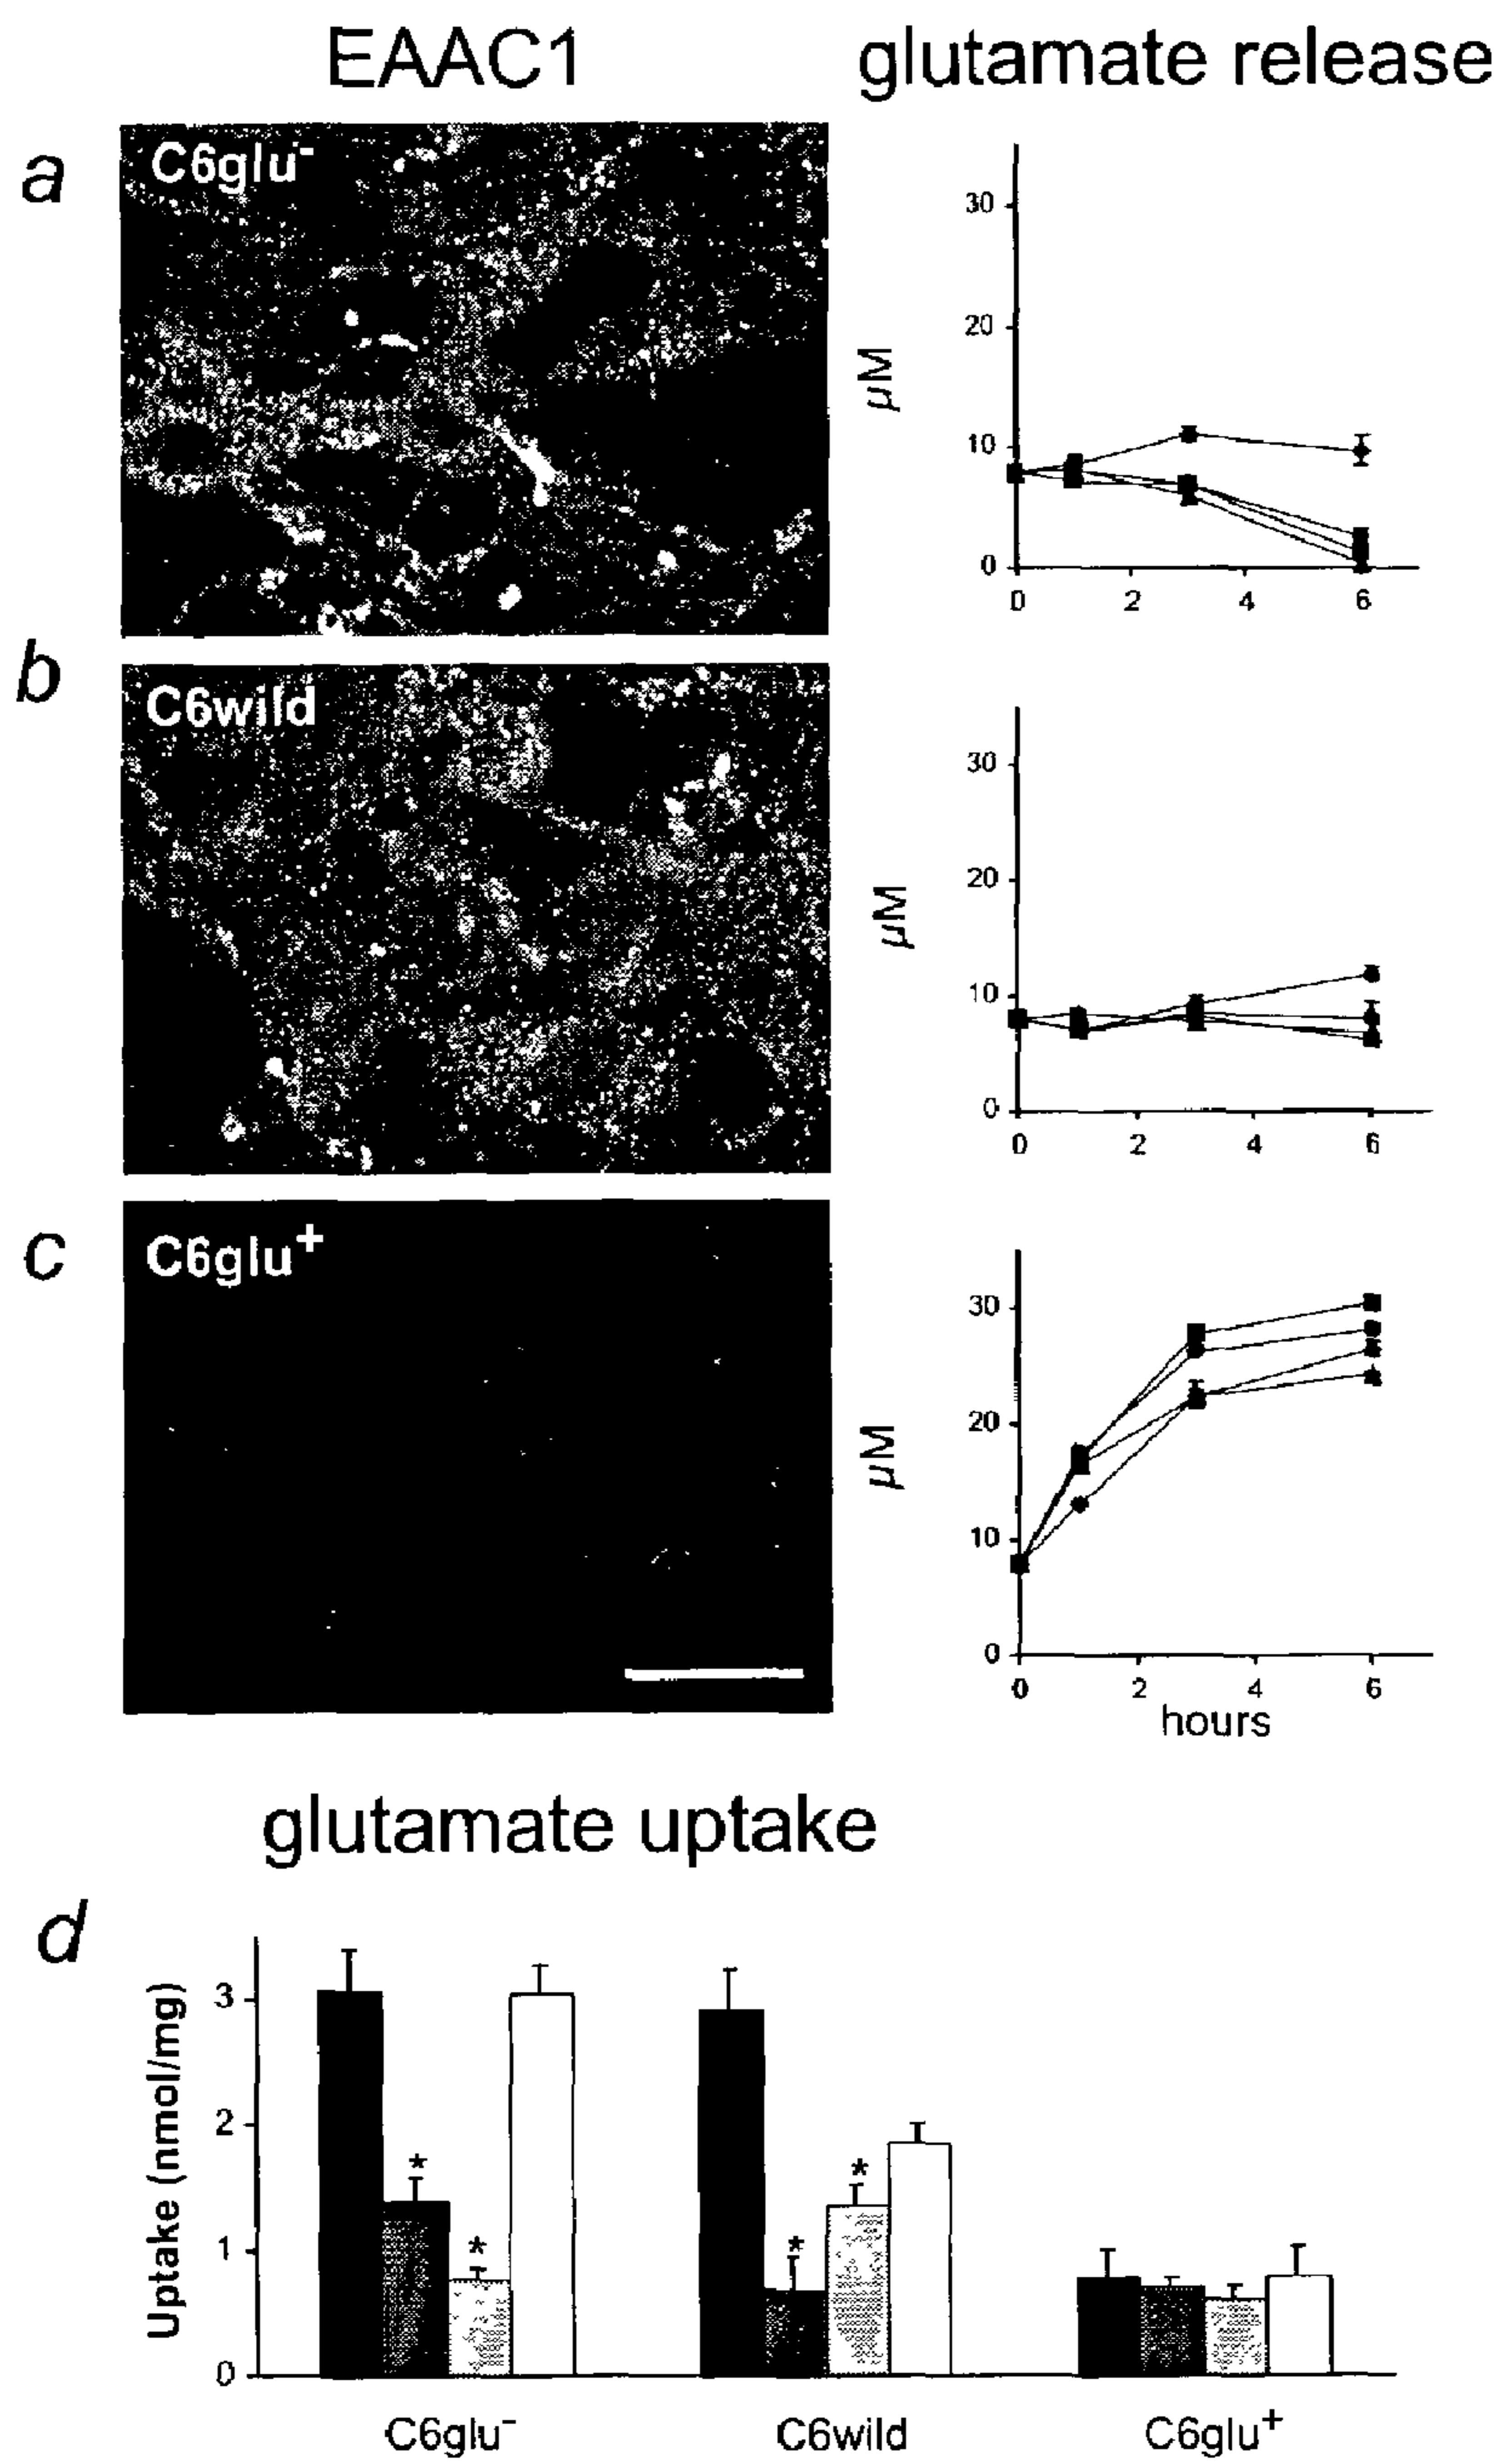 EAAC1 glutamate release
a
C6glu⁻
30
20
µM
10
0
0 2 4 6
b
C6wild
30
20
µM
10
0
0 2 4 6
c
C6glu⁺
30
20
µM
10
0
0 2 4 6
hours
glutamate uptake
d
Uptake (nmol/mg)
3
*
2
*
*
*
1
0
C6glu⁻ C6wild C6glu⁺